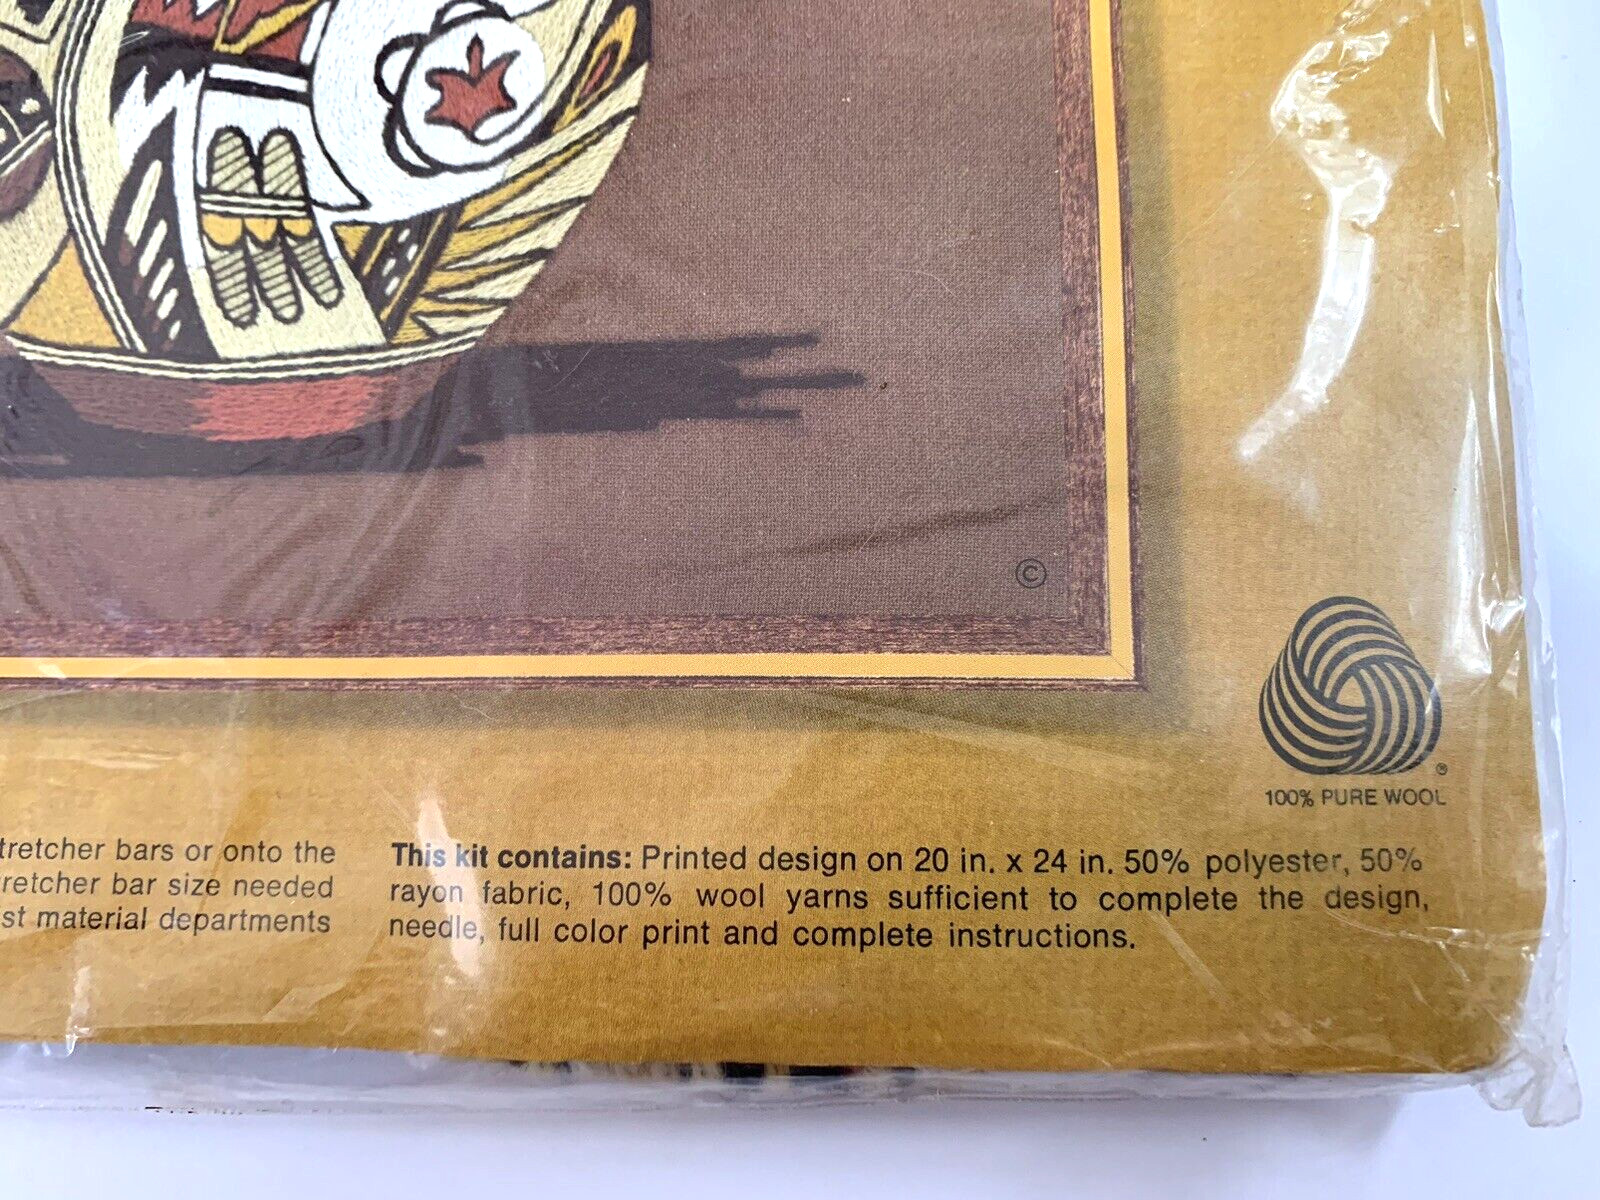 ©
®
100% PURE WOOL
tretcher bars or onto the
retcher bar size needed
st material departments
This kit contains: Printed design on 20 in. x 24 in. 50% polyester, 50%
rayon fabric, 100% wool yarns sufficient to complete the design,
needle, full color print and complete instructions.